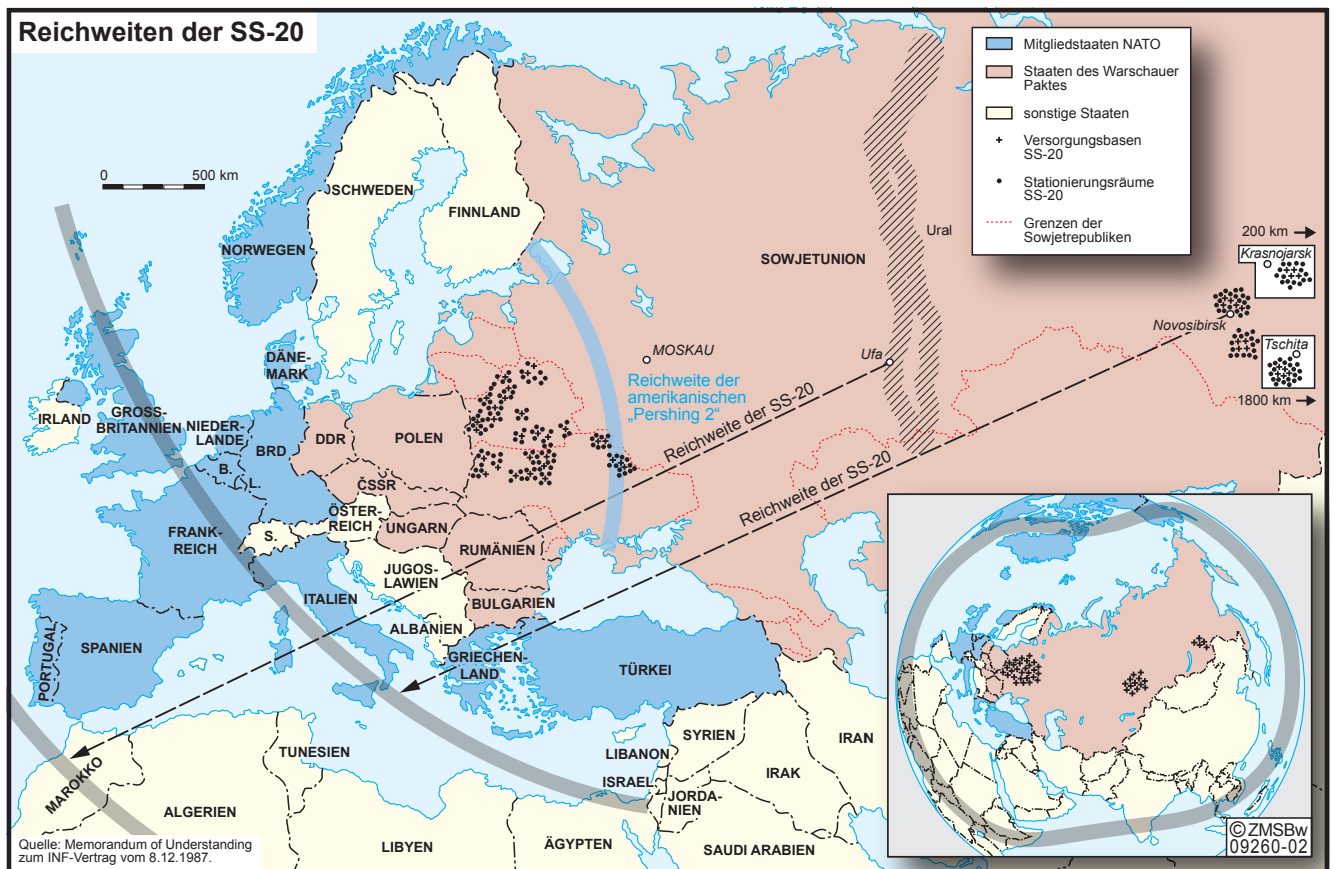 Reichweiten der SS-20
Mitgliedstaaten NATO
Staaten des Warschauer
Paktes
sonstige Staaten
Versorgungsbasen
SS-20
Stationierungsräume
SS-20
Grenzen der
Sowjetrepubliken
0 500 km
SCHWEDEN
FINNLAND
NORWEGEN
SOWJETUNION
Ural
200 km
Krasnojarsk
Novosibirsk
Tschita
1800 km
MOSKAU
Ufa
DÄNE-
MARK
Reichweite der
amerikanischen
„Pershing 2“
Reichweite der SS-20
Reichweite der SS-20
IRLAND
GROSS-
BRITANNIEN
NIEDER-
LANDE
B.
L.
BRD
DDR
POLEN
ČSSR
ÖSTER-
REICH
UNGARN
S.
FRANK-
REICH
RUMÄNIEN
JUGOS-
LAWIEN
ITALIEN
BULGARIEN
ALBANIEN
GRIECHEN-
LAND
TÜRKEI
PORTUGAL
SPANIEN
MAROKKO
ALGERIEN
TUNESIEN
LIBYEN
ÄGYPTEN
LIBANON
ISRAEL
SYRIEN
JORDA-
NIEN
IRAK
IRAN
SAUDI ARABIEN
Quelle: Memorandum of Understanding
zum INF-Vertrag vom 8.12.1987.
©ZMSBw
09260-02